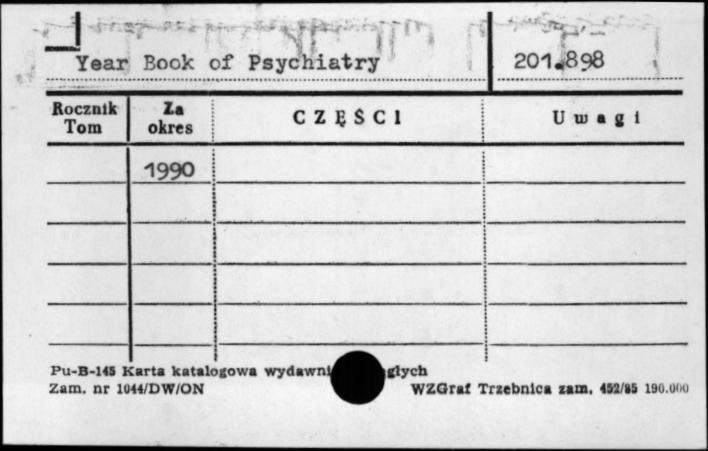 Year Book of Psychiatry 201.898
Rocznik Tom Za okres CZĘŚCI Uwagi
1990
Pu-B-145 Karta katalogowa wydawni głych
Zam. nr 1044/DW/ON WZGraf Trzebnica zam. 452/85 190.000